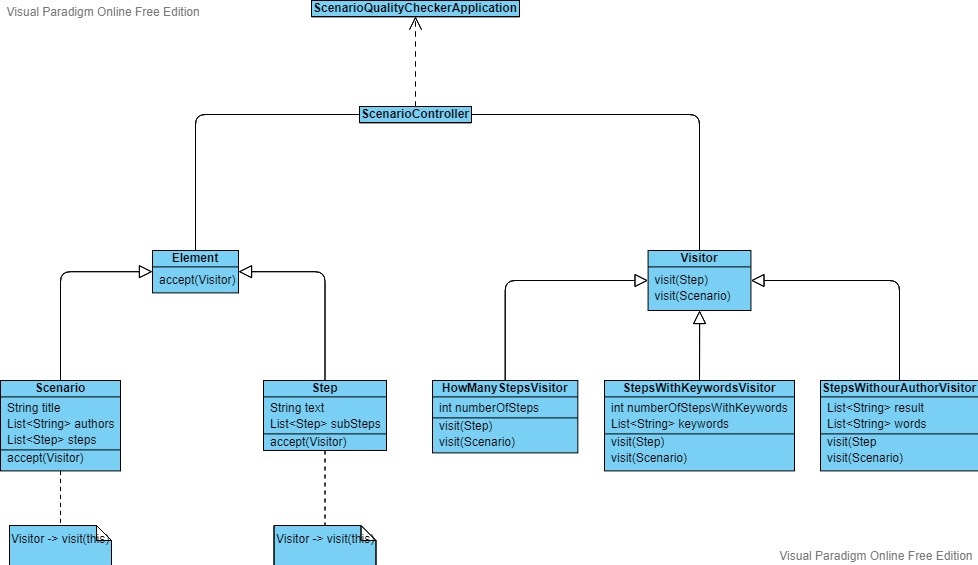 Visual Paradigm Online Free Edition
ScenarioQualityCheckerApplication
ScenarioController
Element
accept(Visitor)
Visitor
visit(Step)
visit(Scenario)
Scenario
String title
List<String> authors
List<Step> steps
accept(Visitor)
Step
String text
List<Step> subSteps
accept(Visitor)
HowManyStepsVisitor
int numberOfSteps
visit(Step)
visit(Scenario)
StepsWithKeywordsVisitor
int numberOfStepsWithKeywords
List<String> keywords
visit(Step)
visit(Scenario)
StepsWithourAuthorVisitor
List<String> result
List<String> words
visit(Step
visit(Scenario)
Visitor -> visit(this)
Visitor -> visit(this)
Visual Paradigm Online Free Edition